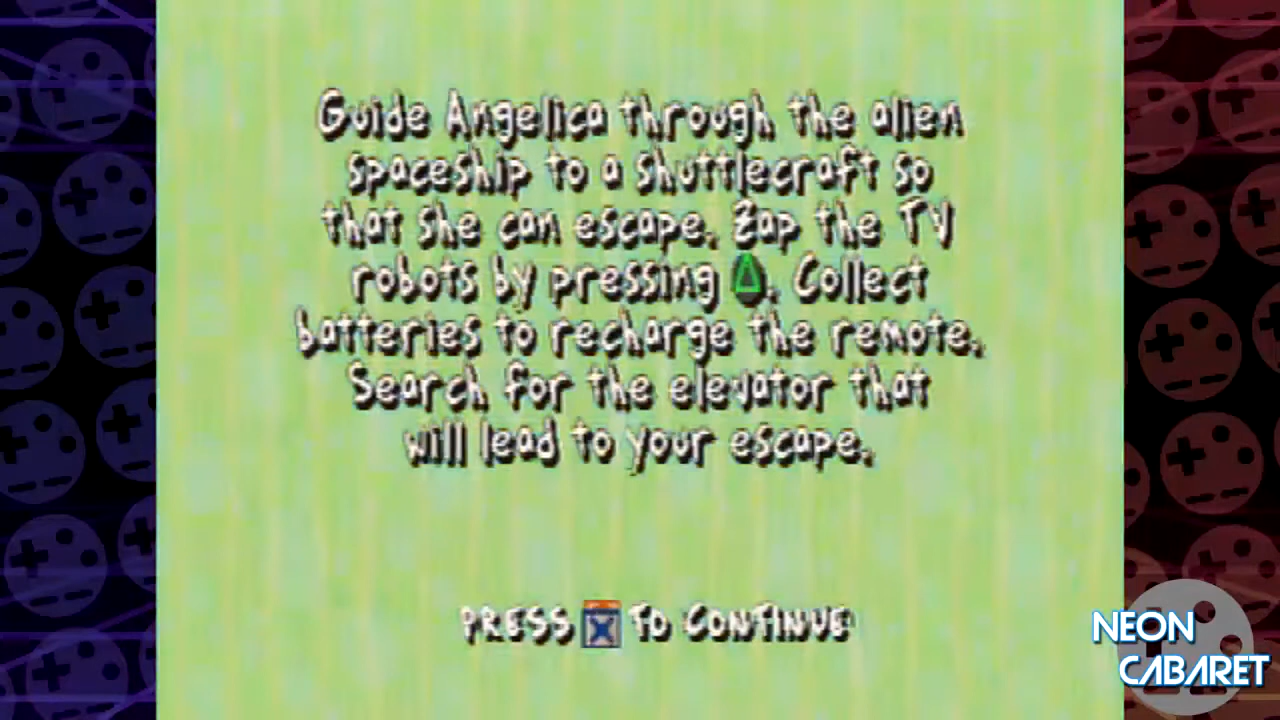 Guide Angelica through the alien
spaceship to a shuttlecraft so
that she can escape. Zap the TV
robots by pressing △. Collect
batteries to recharge the remote.
Search for the elevator that
will lead to your escape.
PRESS X TO CONTINUE
NEON
CABARET